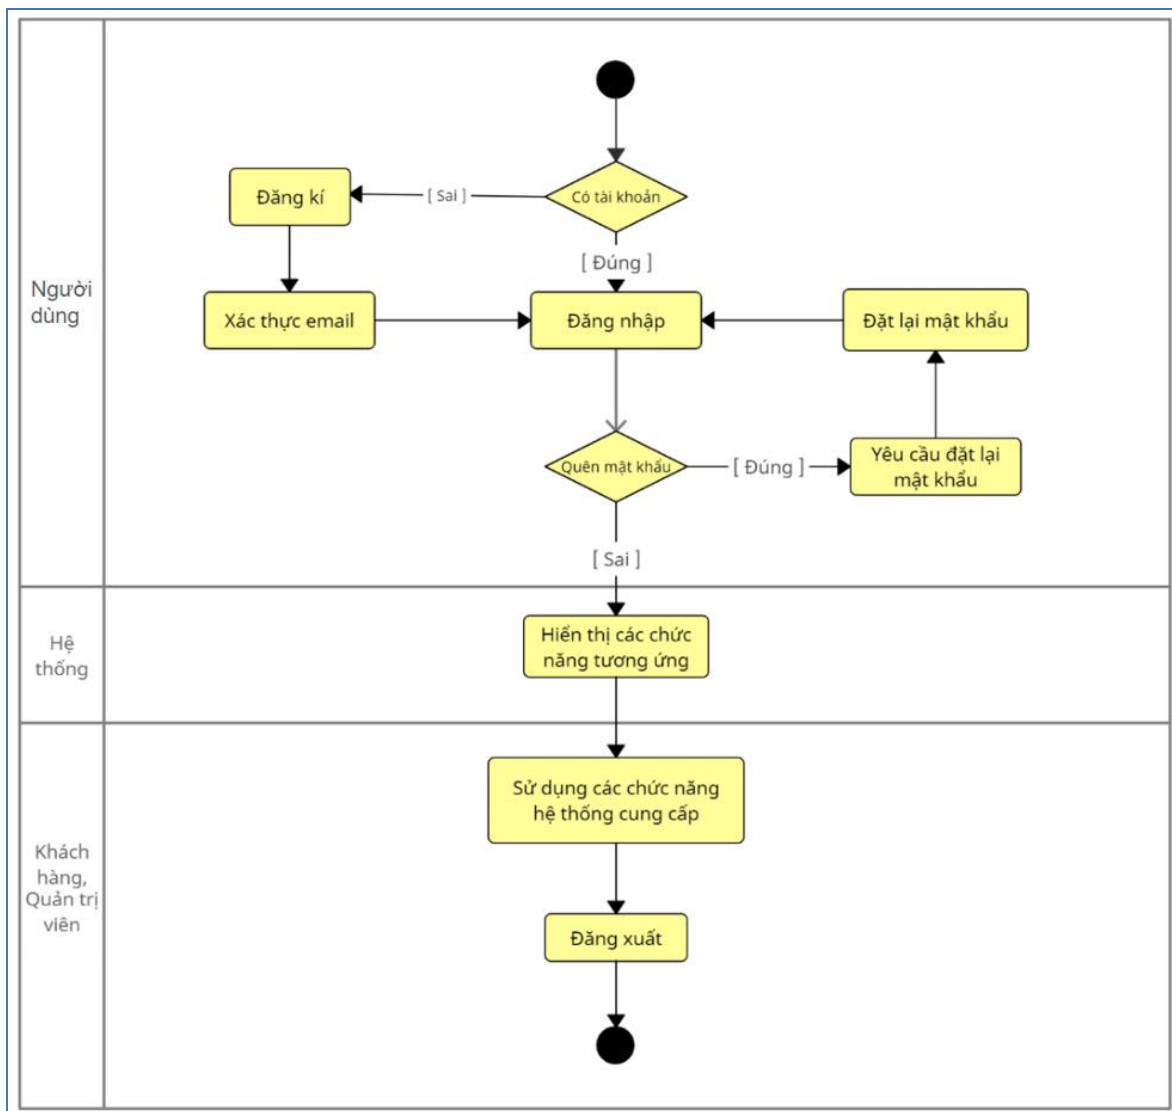 Người
dùng
Có tài khoản
[ Sai ]
Đăng kí
[ Đúng ]
Xác thực email
Đăng nhập
Đặt lại mật khẩu
Quên mật khẩu
[ Đúng ]
Yêu cầu đặt lại
mật khẩu
[ Sai ]
Hệ
thống
Hiển thị các chức
năng tương ứng
Khách
hàng,
Quản trị
viên
Sử dụng các chức năng
hệ thống cung cấp
Đăng xuất